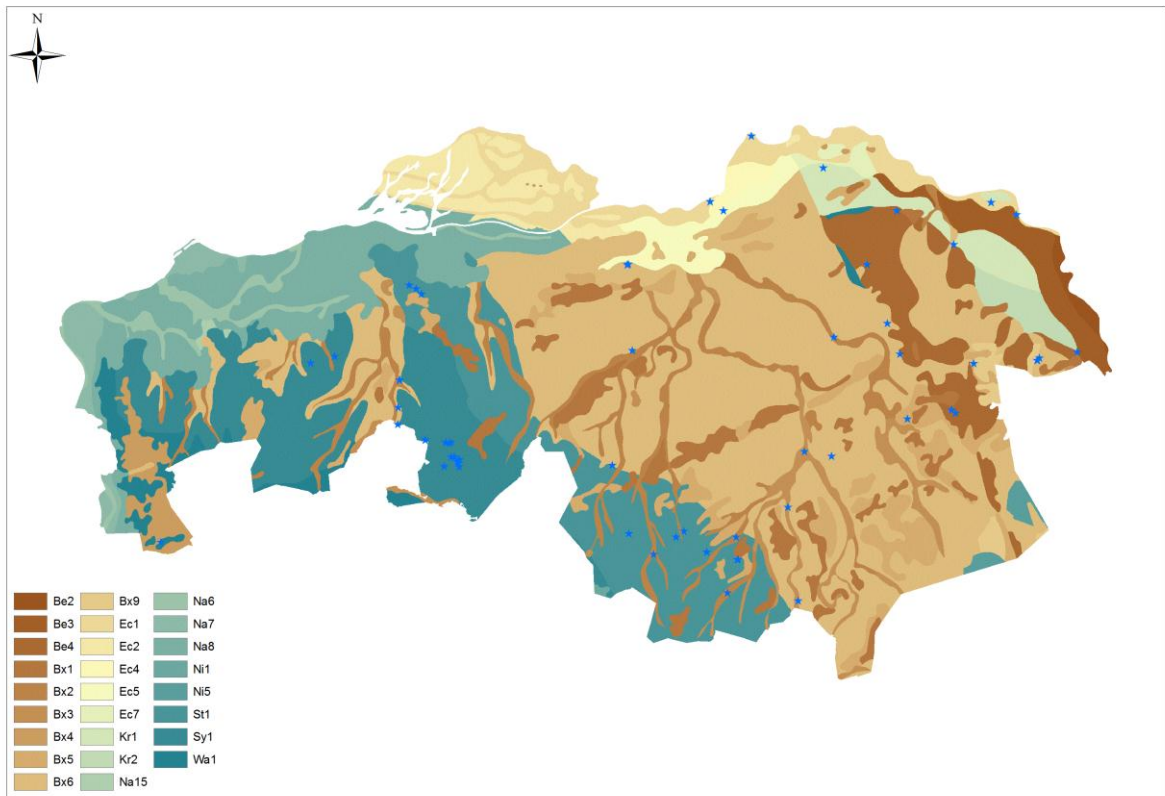 N
Be2
Be3
Be4
Bx1
Bx2
Bx3
Bx4
Bx5
Bx6
Bx9
Ec1
Ec2
Ec4
Ec5
Ec7
Kr1
Kr2
Na15
Na6
Na7
Na8
Ni1
Ni5
St1
Sy1
Wa1